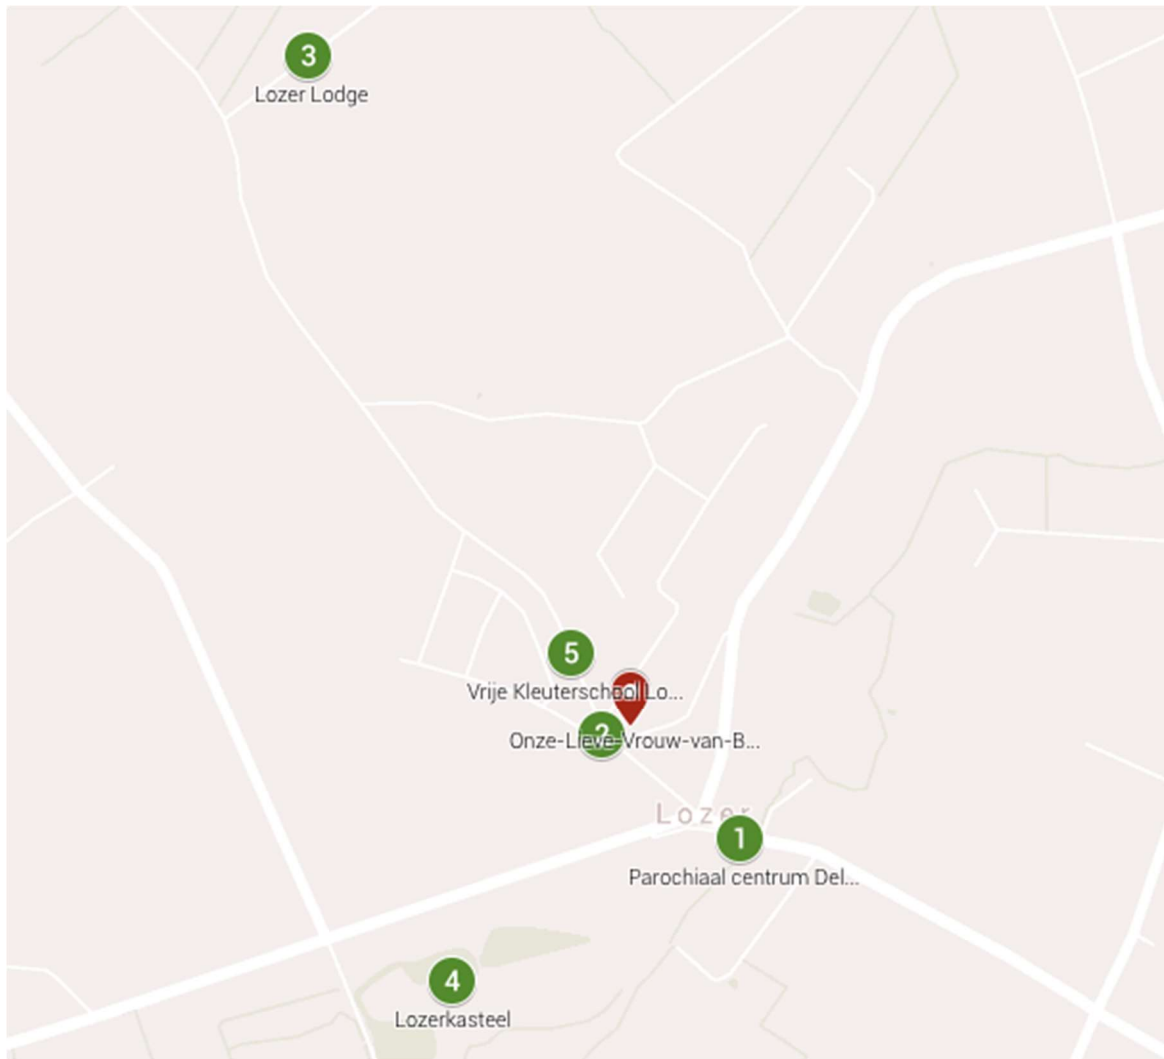 3
Lozer Lodge
5
Vrije Kleuterschool Lo...
2
Onze-Lieve-Vrouw-van-B...
Lozer
1
Parochiaal centrum Del...
4
Lozerkasteel